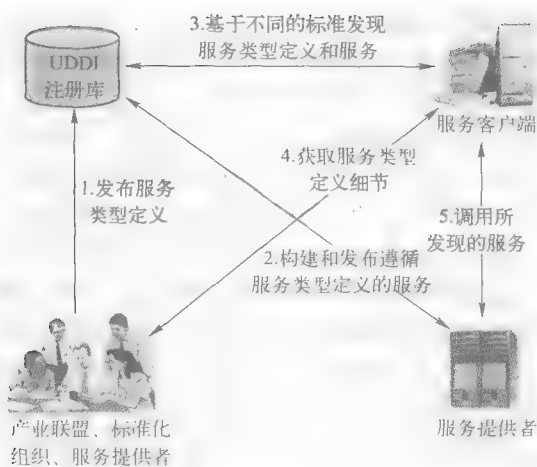 3.基于不同的标准发现
服务类型定义和服务
UDDI
注册库
服务客户端
4.获取服务类型
定义细节
1.发布服务
类型定义
5.调用所
发现的服务
2.构建和发布遵循
服务类型定义的服务
产业联盟、标准化
组织、服务提供者
服务提供者